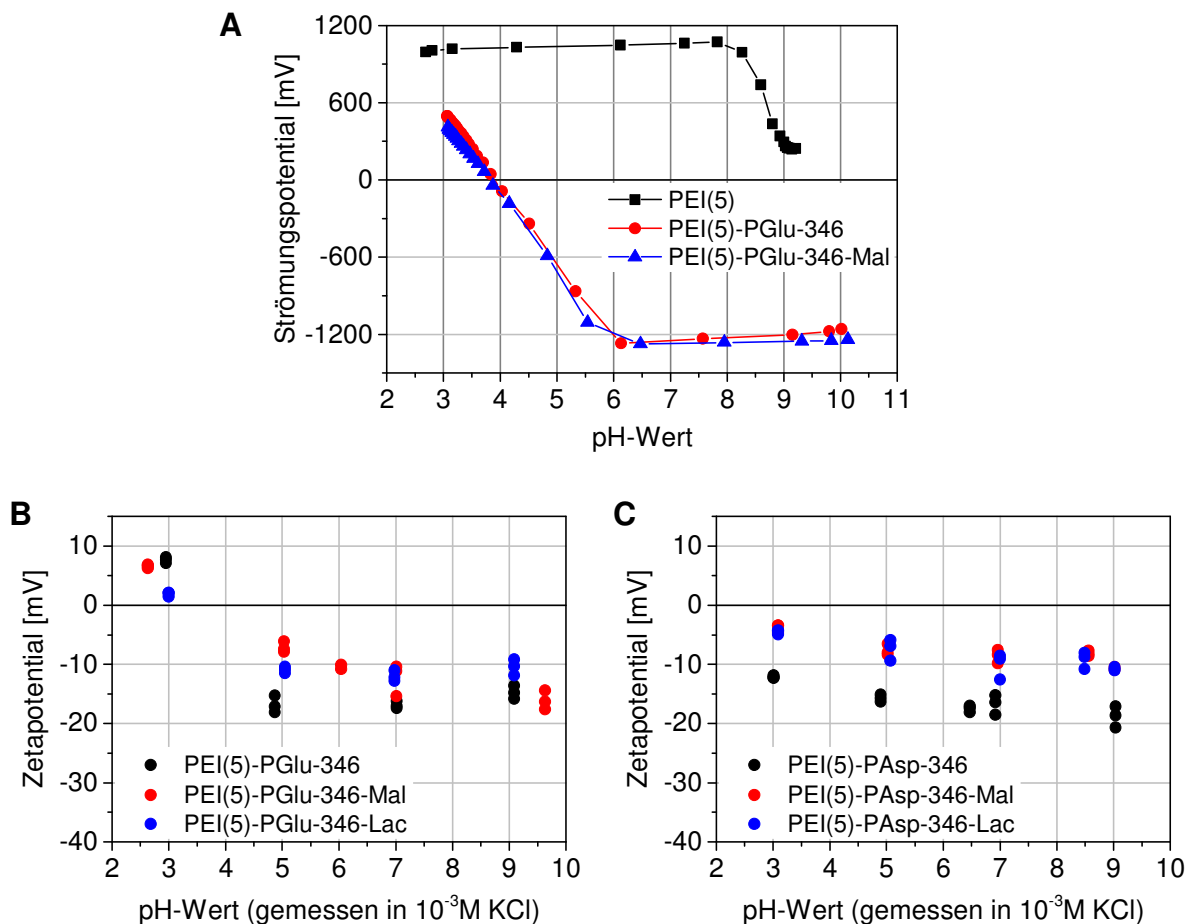 A
Strömungspotential [mV]
1200
600
0
-600
-1200
2 3 4 5 6 7 8 9 10 11
pH-Wert
PEI(5)
PEI(5)-PGlu-346
PEI(5)-PGlu-346-Mal
B
Zetapotential [mV]
10
0
-10
-20
-30
-40
2 3 4 5 6 7 8 9 10
pH-Wert (gemessen in 10⁻³M KCl)
PEI(5)-PGlu-346
PEI(5)-PGlu-346-Mal
PEI(5)-PGlu-346-Lac
C
Zetapotential [mV]
10
0
-10
-20
-30
-40
2 3 4 5 6 7 8 9 10
pH-Wert (gemessen in 10⁻³M KCl)
PEI(5)-PAsp-346
PEI(5)-PAsp-346-Mal
PEI(5)-PAsp-346-Lac